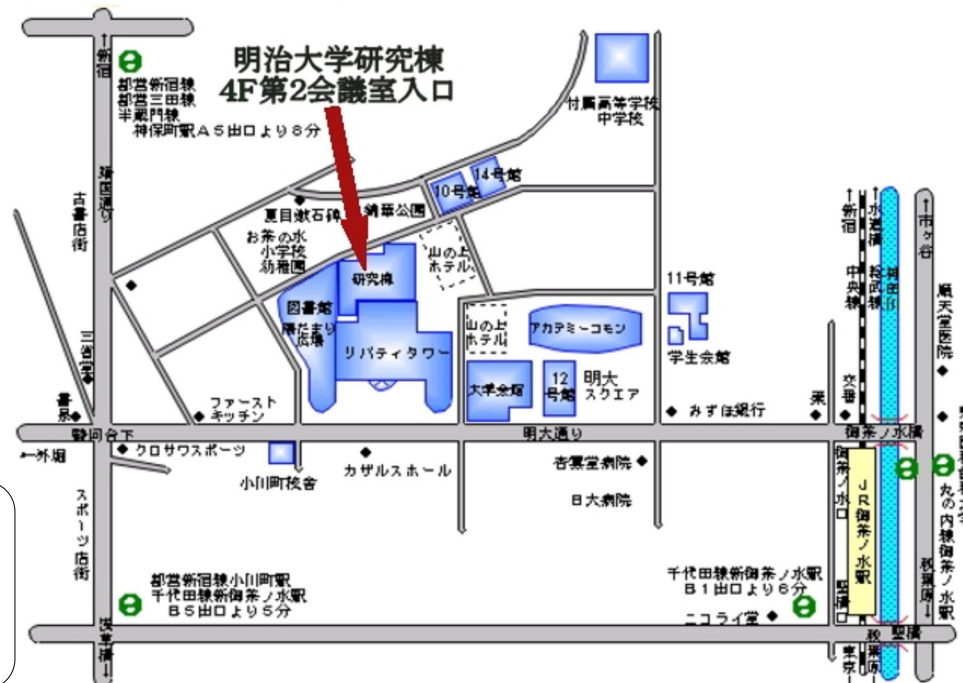 明治大学研究棟
4F第2会議室入口
↑新宿
都営新宿線
都営三田線
半蔵門線
神保町駅A5出口より8分
靖国通り
古書店街
三省堂
書泉
付属高等学校
中学校
10号館
14号館
夏目漱石碑
錦華公園
お茶の水
小学校
幼稚園
山の上
ホテル
研究棟
図書館
陽だまり
広場
リバティタワー
山の上
ホテル
アカデミーコモン
11号館
学生会館
大学会館
12
号館
明大
スクエア
ファースト
キッチン
みずほ銀行
交番
駿河台下
明大通り
御茶ノ水橋
←外堀
クロサワスポーツ
小川町校舎
カザルスホール
杏雲堂病院
日大病院
スポーツ店街
都営新宿線小川町駅
千代田線新御茶ノ水駅
B5出口より5分
千代田線新御茶ノ水駅
B1出口より6分
ニコライ堂
浅草橋↓
←新宿
中央線
←水道橋
総武線
神田川
←市ヶ谷
順天堂医院
御茶ノ水口
JR御茶ノ水駅
聖橋口
丸の内線御茶ノ水駅
秋葉原→
聖橋
東京→
秋葉原→